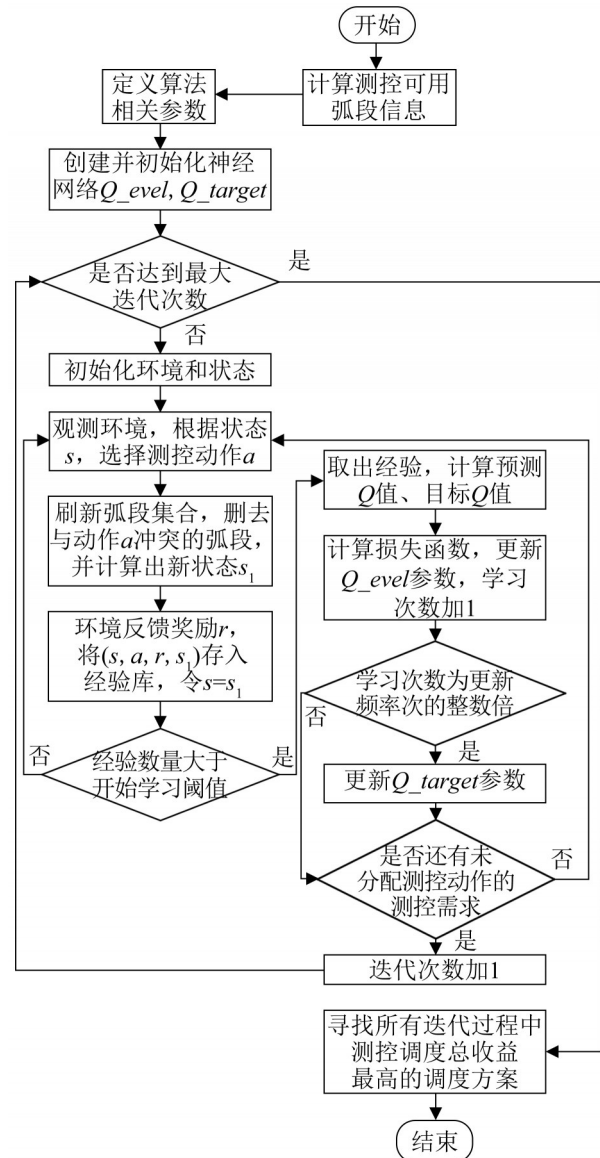 开始
计算测控可用
弧段信息
定义算法
相关参数
创建并初始化神经
网络Q_evel, Q_target
是否达到最大
迭代次数
是
否
初始化环境和状态
观测环境，根据状态
s，选择测控动作a
刷新弧段集合，删去
与动作a冲突的弧段，
并计算出新状态s₁
环境反馈奖励r，
将(s, a, r, s₁)存入
经验库，令s=s₁
经验数量大于
开始学习阈值
否
是
取出经验，计算预测
Q值、目标Q值
计算损失函数，更新
Q_evel参数，学习
次数加1
学习次数为更新
频率次的整数倍
否
是
更新Q_target参数
是否还有未
分配测控动作的
测控需求
否
是
迭代次数加1
寻找所有迭代过程中
测控调度总收益
最高的调度方案
结束